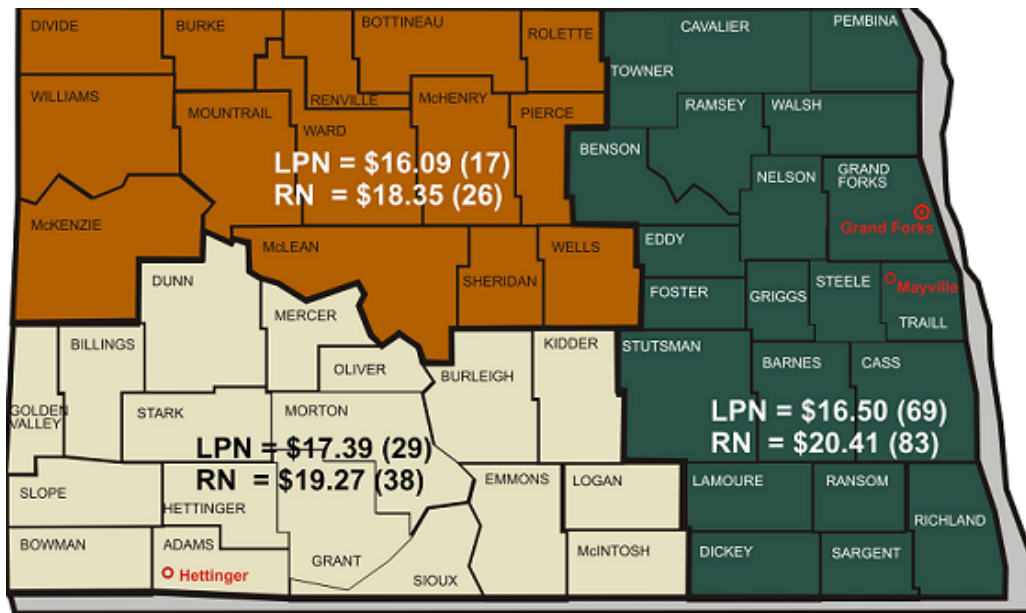 DIVIDE
BURKE
BOTTINEAU
ROLETTE
CAVALIER
PEMBINA
TOWNER
WILLIAMS
MOUNTRAIL
RENVILLE
McHENRY
PIERCE
RAMSEY
WALSH
WARD
BENSON
LPN = $16.09 (17)
RN = $18.35 (26)
NELSON
GRAND
FORKS
McKENZIE
Grand Forks
McLEAN
WELLS
EDDY
DUNN
SHERIDAN
FOSTER
GRIGGS
STEELE
Mayville
TRAILL
MERCER
BILLINGS
OLIVER
BURLEIGH
KIDDER
STUTSMAN
BARNES
CASS
GOLDEN
VALLEY
STARK
MORTON
LPN = $16.50 (69)
RN = $20.41 (83)
LPN = $17.39 (29)
RN = $19.27 (38)
SLOPE
HETTINGER
EMMONS
LOGAN
LAMOURE
RANSOM
RICHLAND
BOWMAN
ADAMS
Hettinger
GRANT
SIOUX
McINTOSH
DICKEY
SARGENT